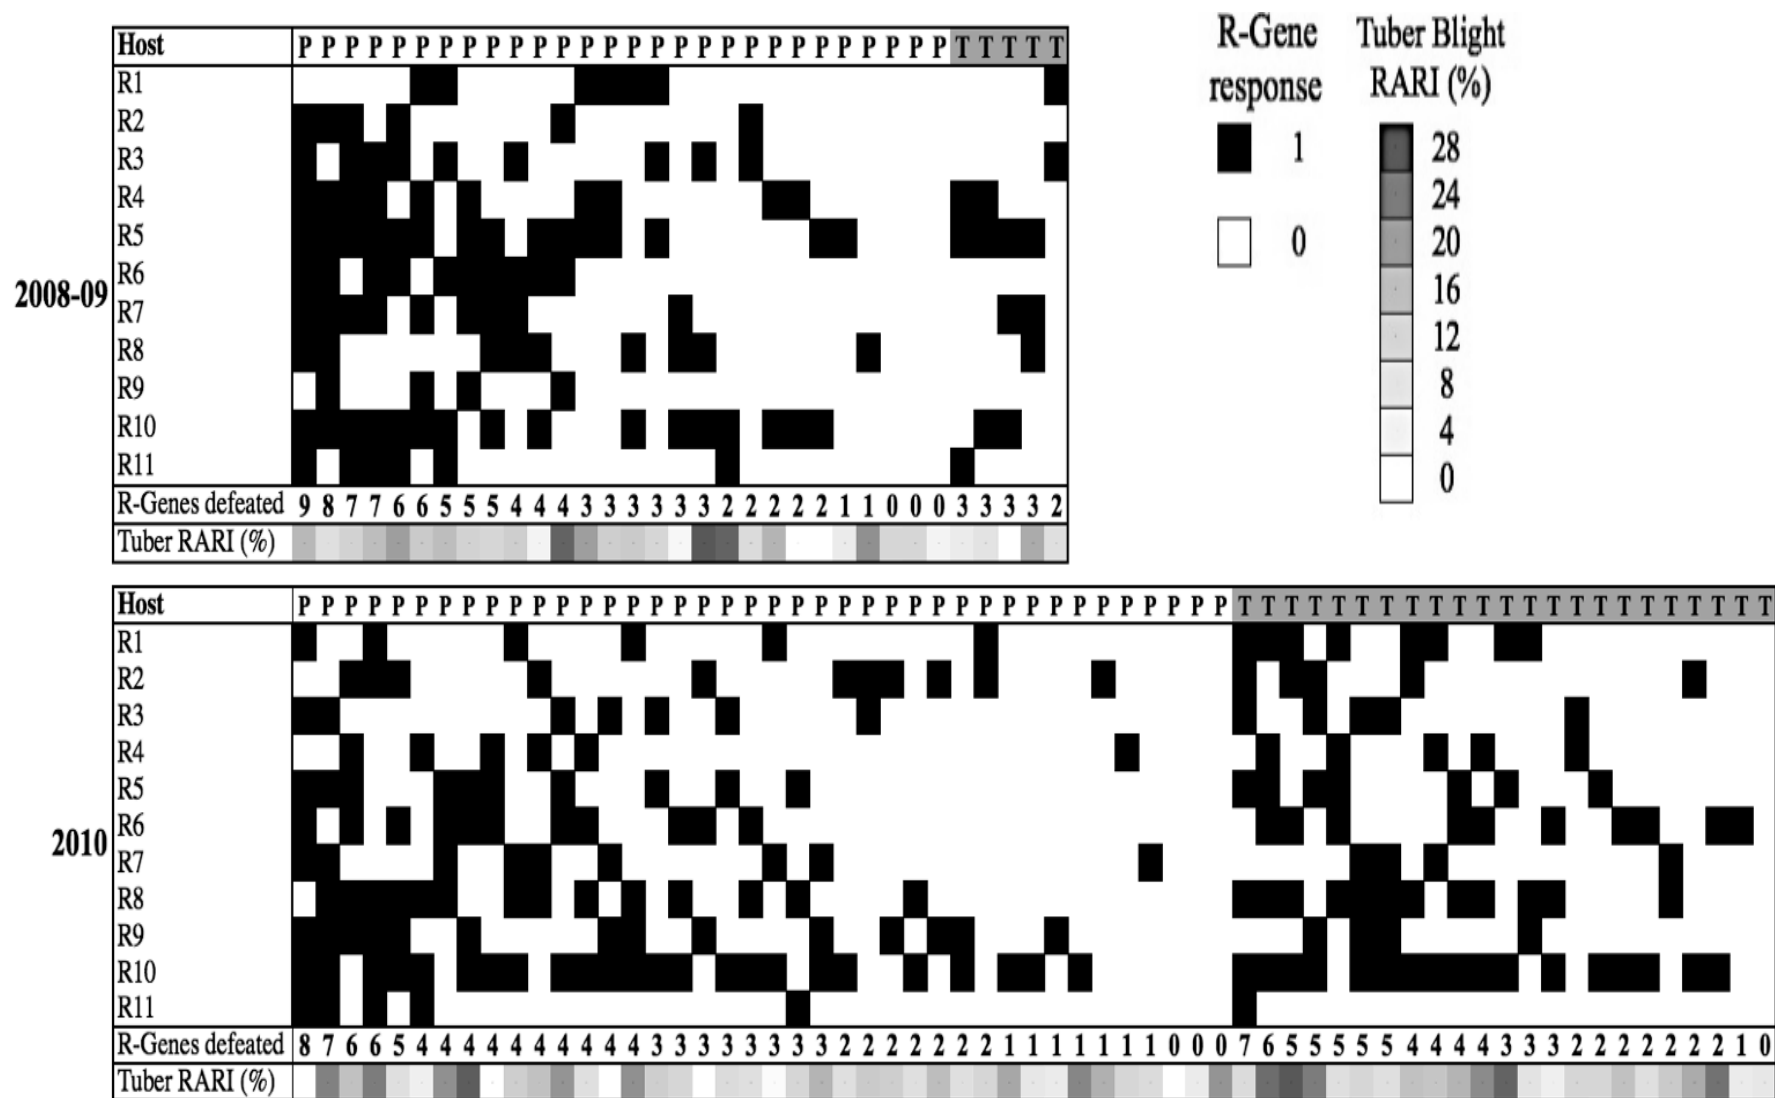 Host P P P P P P P P P P P P P P P P P P P P P P P P P P P P T T T T T
R1
R2
R3
R4
R5
2008-09
R6
R7
R8
R9
R10
R11
R-Genes defeated 9 8 7 7 6 6 5 5 5 4 4 4 3 3 3 3 3 3 2 2 2 2 2 1 1 0 0 0 3 3 3 3 2
Tuber RARI (%)
R-Gene
response
1
0
Tuber Blight
RARI (%)
28
24
20
16
12
8
4
0
Host P P P P P P P P P P P P P P P P P P P P P P P P P P P P P P P P P P P P P P P P T T T T T T T T T T T T T T T T T T T T T T T
R1
R2
R3
R4
R5
R6
2010
R7
R8
R9
R10
R11
R-Genes defeated 8 7 6 6 5 4 4 4 4 4 4 4 4 4 4 3 3 3 3 3 3 3 3 2 2 2 2 2 2 2 1 1 1 1 1 1 1 0 0 0 7 6 5 5 5 5 5 4 4 4 4 3 3 3 2 2 2 2 2 2 2 1 0
Tuber RARI (%)